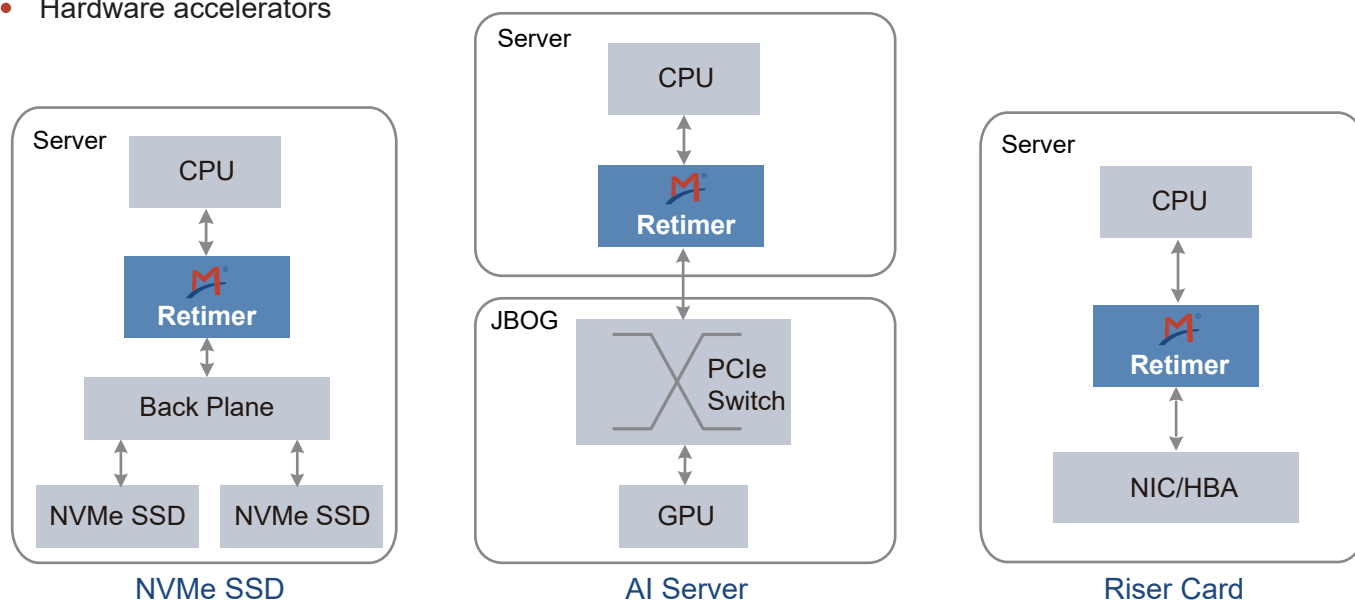 • Hardware accelerators
Server
CPU
Retimer
Back Plane
NVMe SSD
NVMe SSD
NVMe SSD
Server
CPU
Retimer
JBOG
PCIe
Switch
GPU
AI Server
Server
CPU
Retimer
NIC/HBA
Riser Card